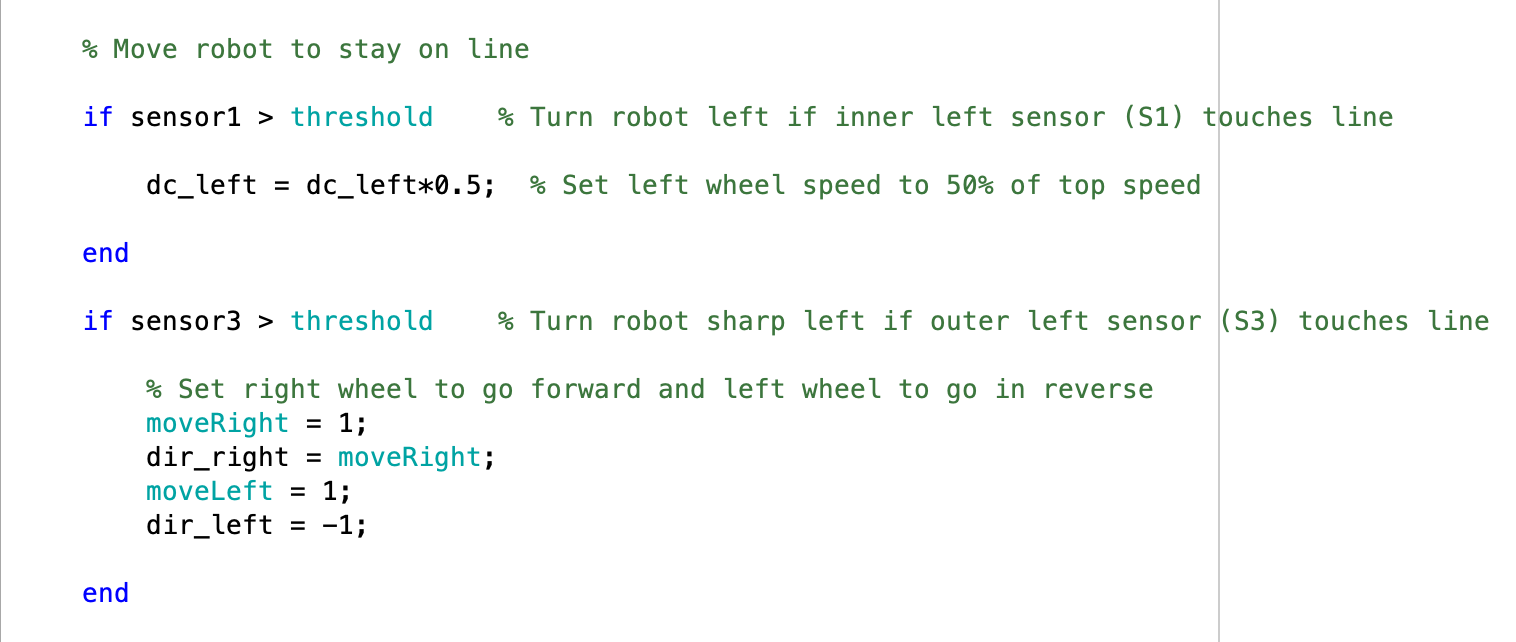 % Move robot to stay on line
if sensor1 > threshold    % Turn robot left if inner left sensor (S1) touches line
dc_left = dc_left*0.5;  % Set left wheel speed to 50% of top speed
end
if sensor3 > threshold    % Turn robot sharp left if outer left sensor (S3) touches line
% Set right wheel to go forward and left wheel to go in reverse
moveRight = 1;
dir_right = moveRight;
moveLeft = 1;
dir_left = -1;
end